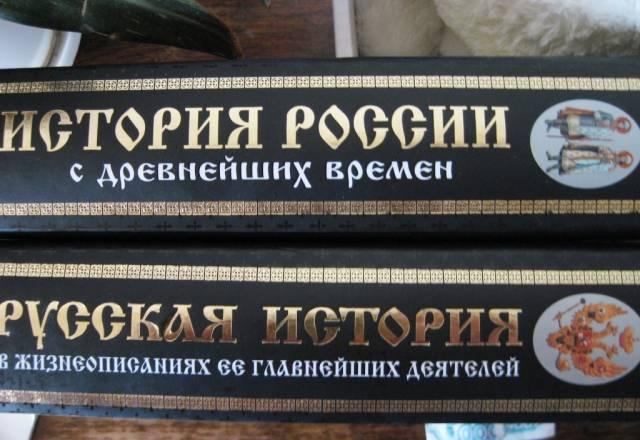 ИСТОРИЯ РОССИИ
С ДРЕВНЕЙШИХ ВРЕМЕН
РУССКАЯ ИСТОРИЯ
В ЖИЗНЕОПИСАНИЯХ ЕЕ ГЛАВНЕЙШИХ ДЕЯТЕЛЕЙ